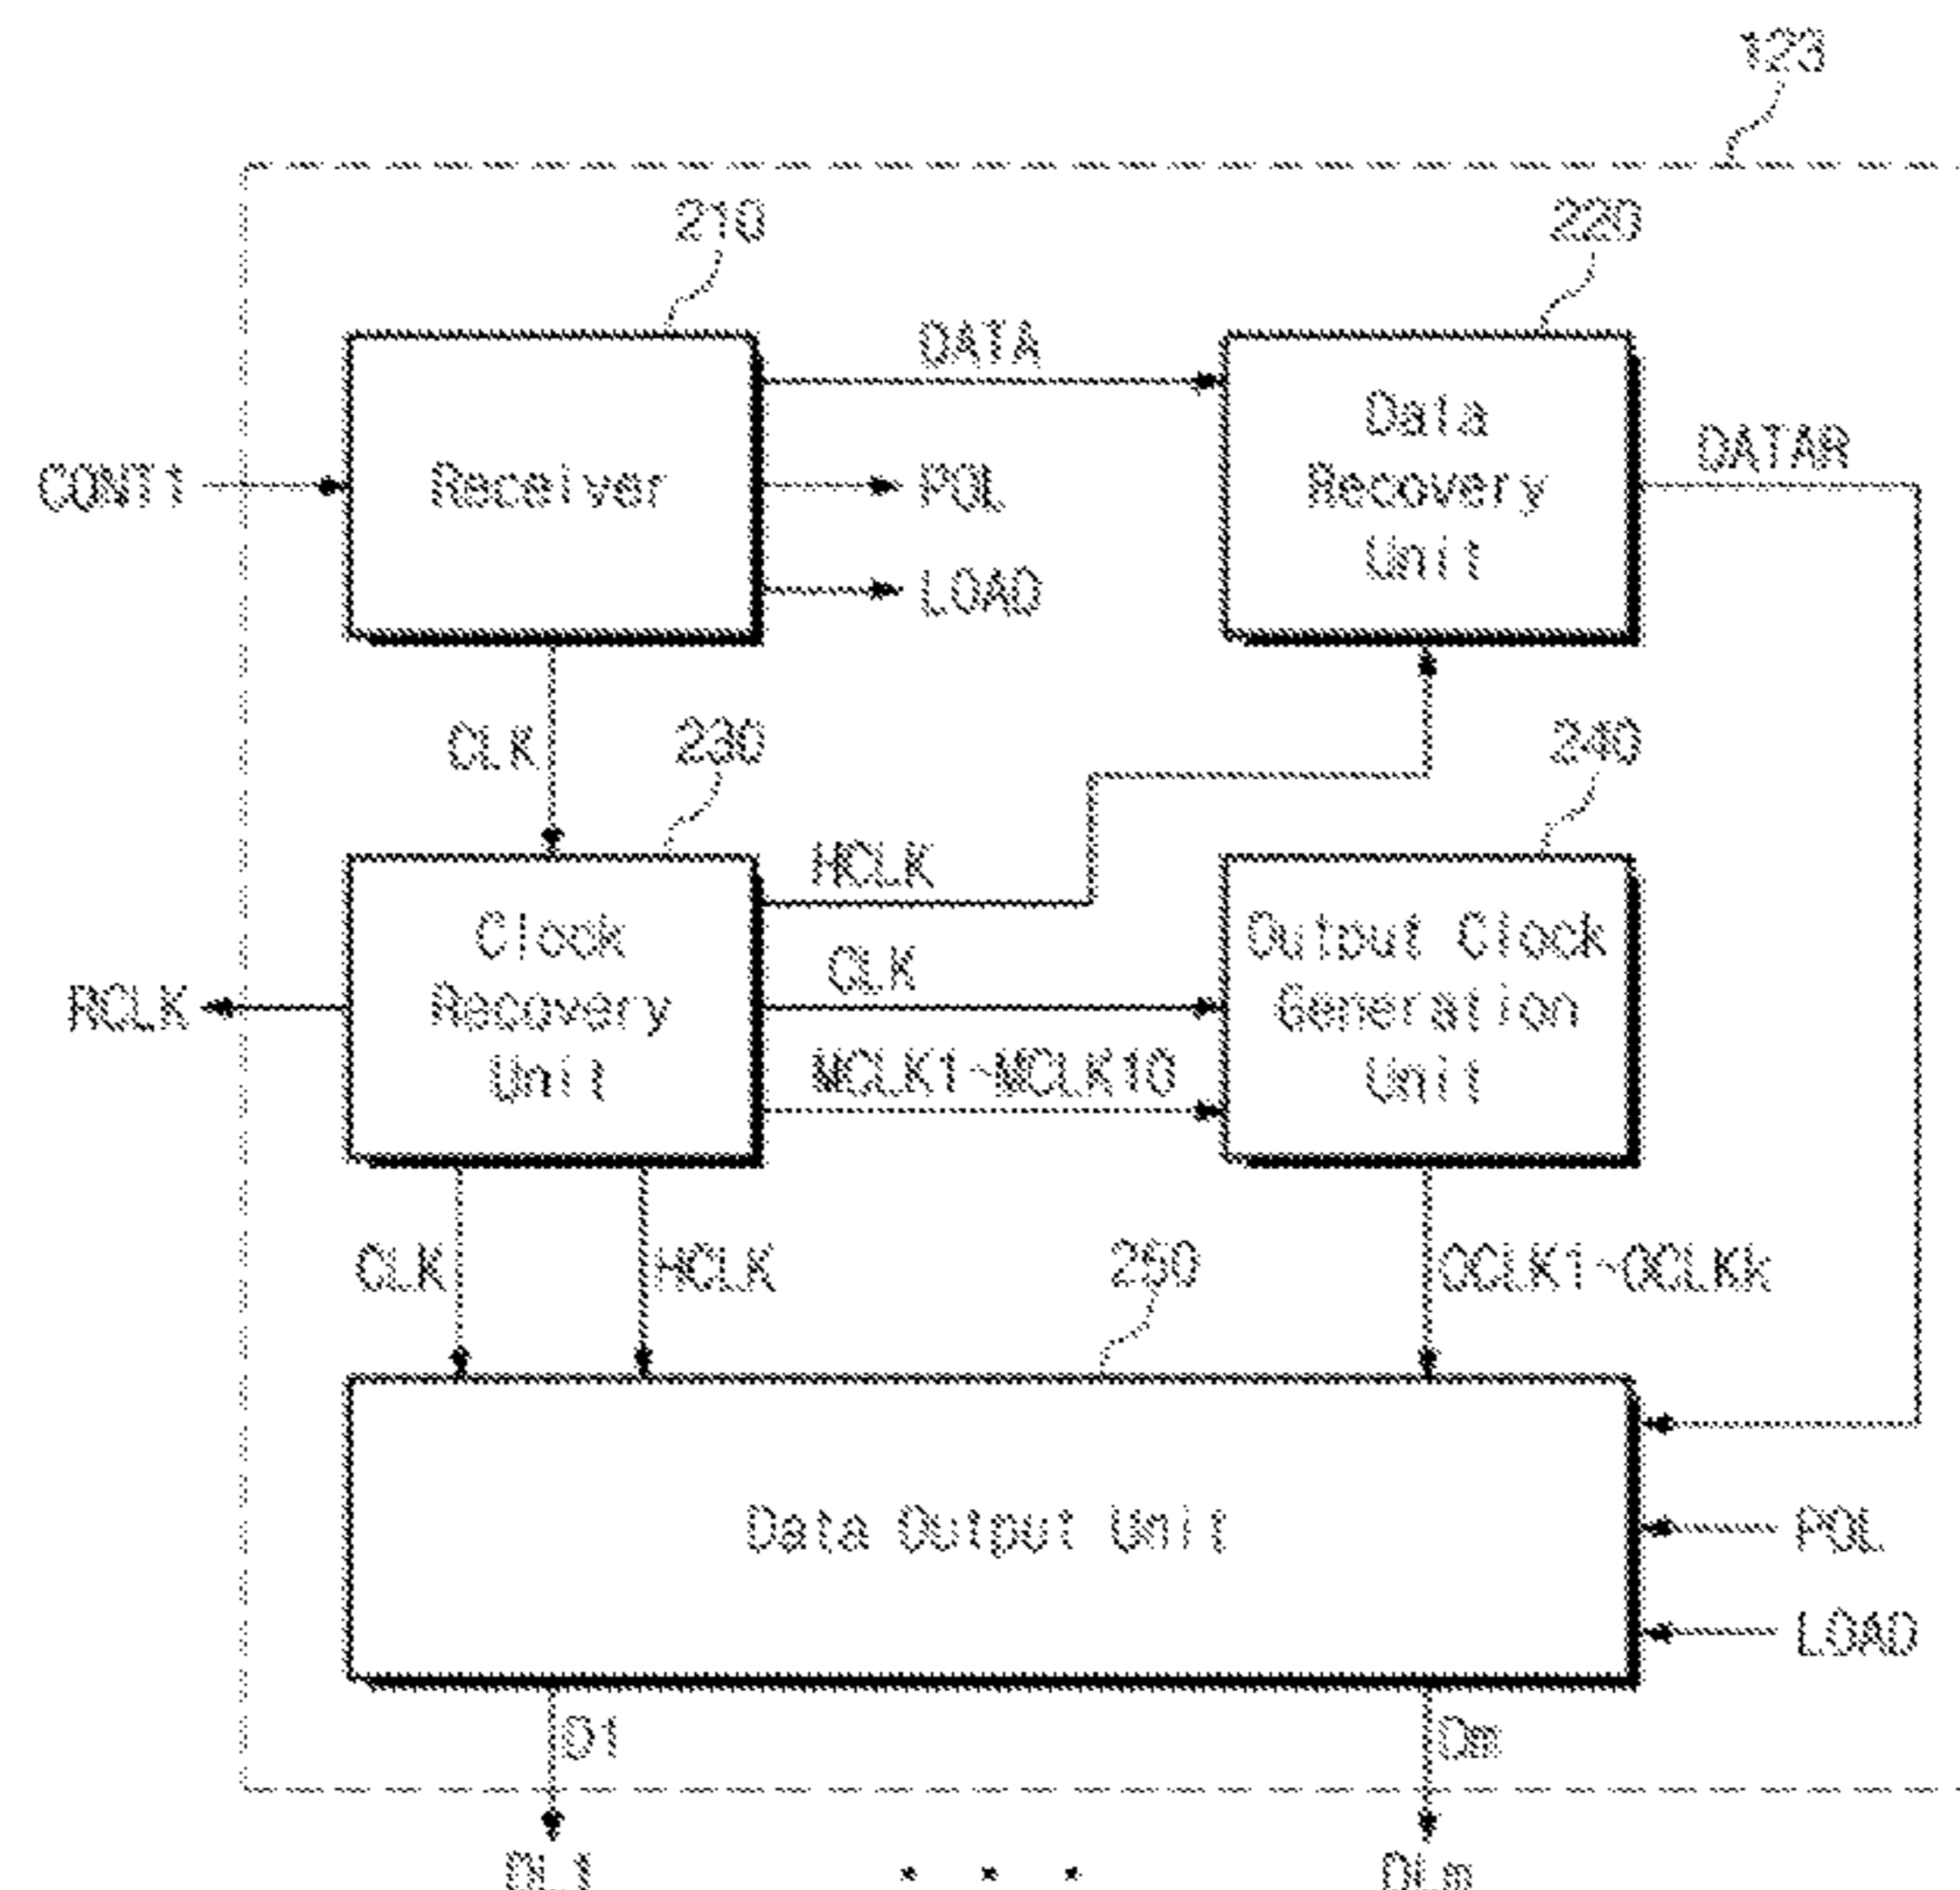 123
210
220
DATA
Data
Recovery
Unit
DATAR
CONT1
Receiver
POL
LOAD
CLK
230
240
HCLK
Clock
Recovery
Unit
CLK
Output Clock
Generation
Unit
RCLK
MCLK1~MCLK10
CLK
HCLK
250
OCLK1~OCLKk
Data Output Unit
POL
LOAD
D1
Dm
DL1
. . .
DLm